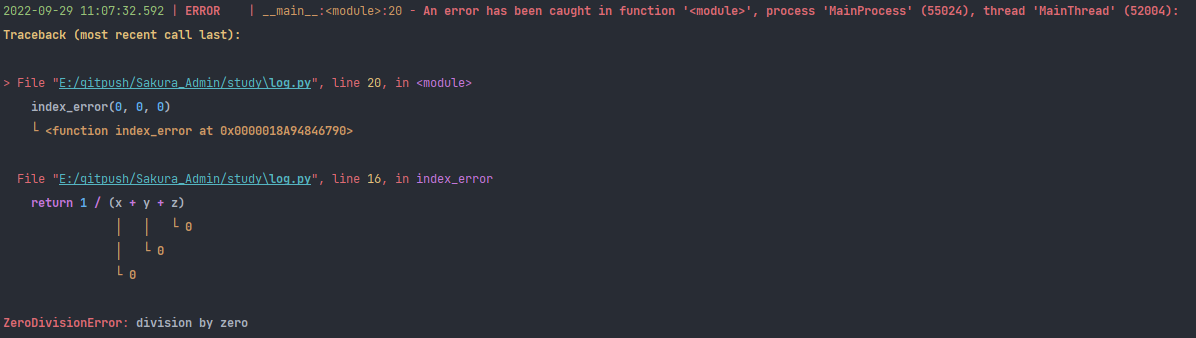 2022-09-29 11:07:32.592 | ERROR    | __main__:<module>:20 - An error has been caught in function '<module>', process 'MainProcess' (55024), thread 'MainThread' (52004):
Traceback (most recent call last):
> File "E:/gitpush/Sakura_Admin/study\log.py", line 20, in <module>
    index_error(0, 0, 0)
    └ <function index_error at 0x0000018A94846790>
  File "E:/gitpush/Sakura_Admin/study\log.py", line 16, in index_error
    return 1 / (x + y + z)
                │   │   └ 0
                │   └ 0
                └ 0
ZeroDivisionError: division by zero